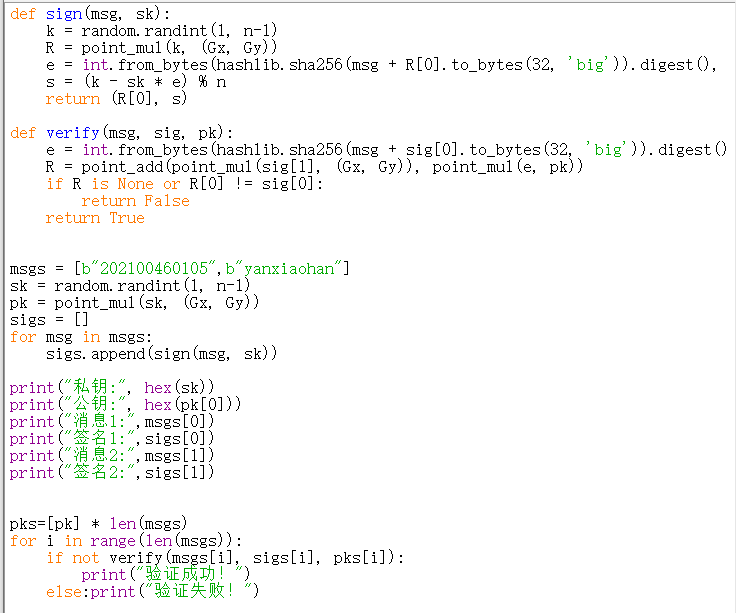 def sign(msg, sk):
    k = random.randint(1, n-1)
    R = point_mul(k, (Gx, Gy))
    e = int.from_bytes(hashlib.sha256(msg + R[0].to_bytes(32, 'big')).digest(),
    s = (k - sk * e) % n
    return (R[0], s)
def verify(msg, sig, pk):
    e = int.from_bytes(hashlib.sha256(msg + sig[0].to_bytes(32, 'big')).digest()
    R = point_add(point_mul(sig[1], (Gx, Gy)), point_mul(e, pk))
    if R is None or R[0] != sig[0]:
        return False
    return True
msgs = [b"202100460105",b"yanxiaohan"]
sk = random.randint(1, n-1)
pk = point_mul(sk, (Gx, Gy))
sigs = []
for msg in msgs:
    sigs.append(sign(msg, sk))
print("私钥:", hex(sk))
print("公钥:", hex(pk[0]))
print("消息1:",msgs[0])
print("签名1:",sigs[0])
print("消息2:",msgs[1])
print("签名2:",sigs[1])
pks=[pk] * len(msgs)
for i in range(len(msgs)):
    if not verify(msgs[i], sigs[i], pks[i]):
        print("验证成功！")
    else:print("验证失败！")